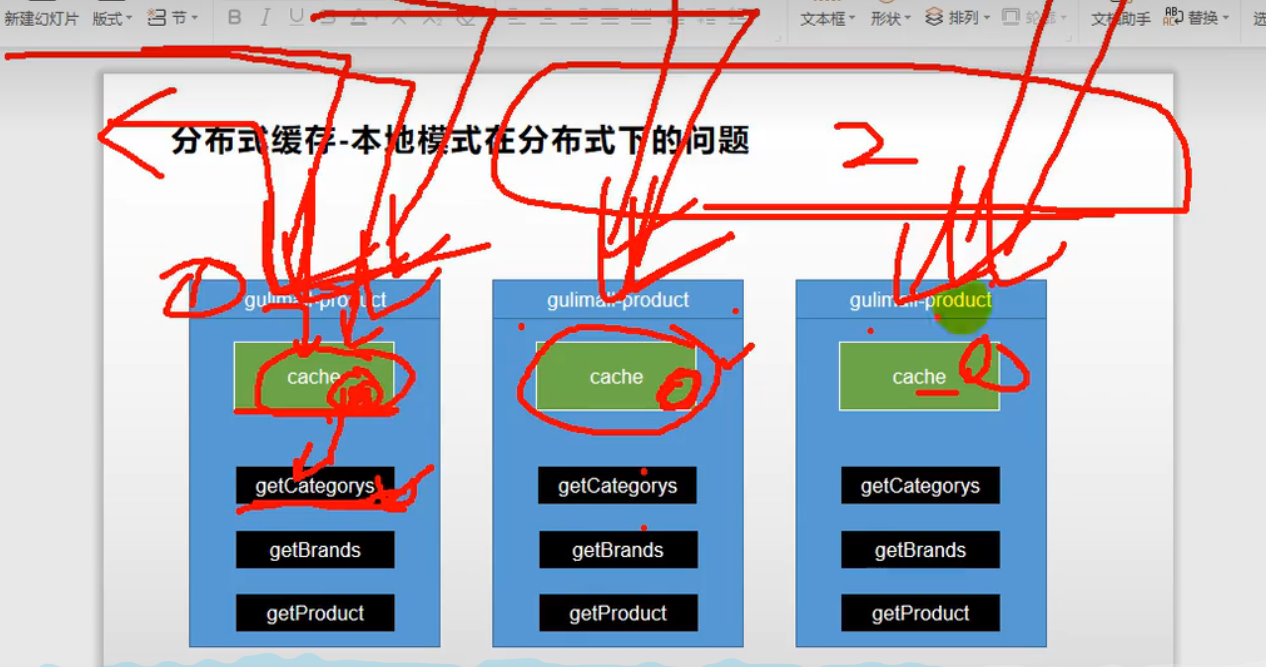 新建幻灯片 版式 节 B I U S A X X₂ 文本框 形状 排列 轮廓 文档助手 替换 选
分布式缓存-本地模式在分布式下的问题
2
1
gulimall-product gulimall-product gulimall-product
cache cache cache
getCategorys getCategorys getCategorys
getBrands getBrands getBrands
getProduct getProduct getProduct